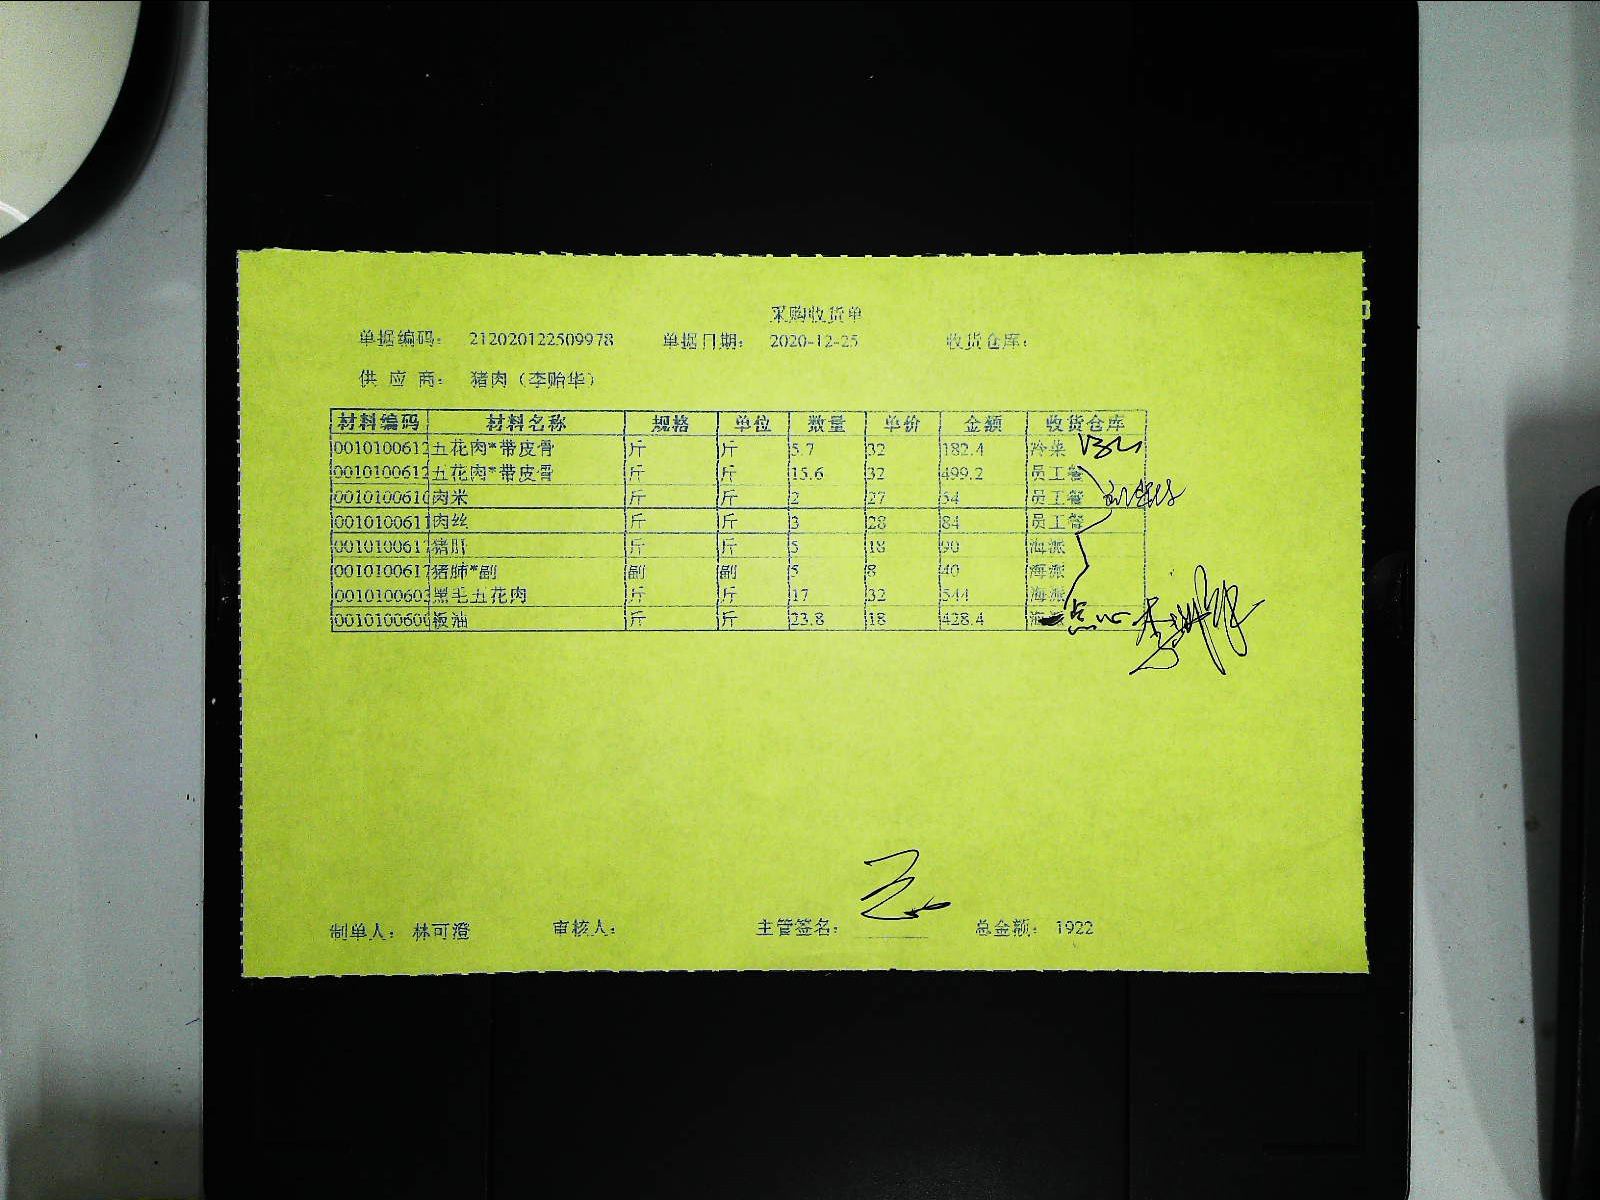 采购收货单
单据编码： 212020122509978 单据日期： 2020-12-25 收货仓库：
供 应 商： 猪肉（李贻华）
材料编码 材料名称 规格 单位 数量 单价 金额 收货仓库
0010100612 五花肉*带皮骨 斤 斤 5.7 32 182.4 冷菜
0010100612 五花肉*带皮骨 斤 斤 15.6 32 499.2 员工餐
0010100610 肉米 斤 斤 2 27 54 员工餐
0010100611 肉丝 斤 斤 3 28 84 员工餐
0010100617 猪肝 斤 斤 5 18 90 海派
0010100617 猪肺*副 副 副 5 8 40 海派
0010100603 黑毛五花肉 斤 斤 17 32 544 海派
0010100600 板油 斤 斤 23.8 18 428.4 海派 点心
制单人： 林可澄 审核人： 主管签名： 总金额： 1922